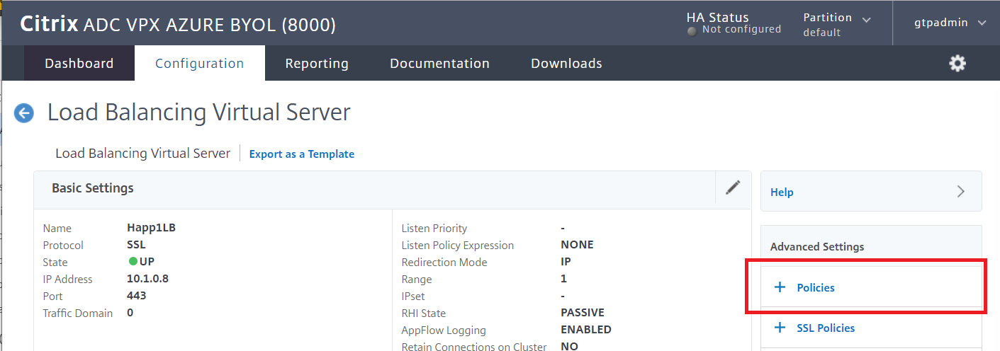 Citrix ADC VPX AZURE BYOL (8000)
HA Status
Not configured
Partition
default
gtpadmin
Dashboard
Configuration
Reporting
Documentation
Downloads
Load Balancing Virtual Server
Load Balancing Virtual Server
Export as a Template
Basic Settings
Name Happ1LB
Protocol SSL
State UP
IP Address 10.1.0.8
Port 443
Traffic Domain 0
Listen Priority -
Listen Policy Expression NONE
Redirection Mode IP
Range 1
IPset -
RHI State PASSIVE
AppFlow Logging ENABLED
Retain Connections on Cluster NO
Help
Advanced Settings
+ Policies
+ SSL Policies